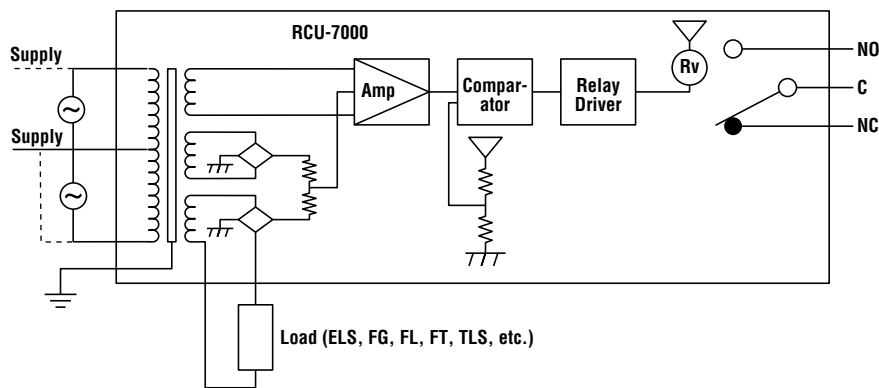 RCU-7000
Supply
Supply
Amp
Compar-
ator
Relay
Driver
Rv
NO
C
NC
Load (ELS, FG, FL, FT, TLS, etc.)